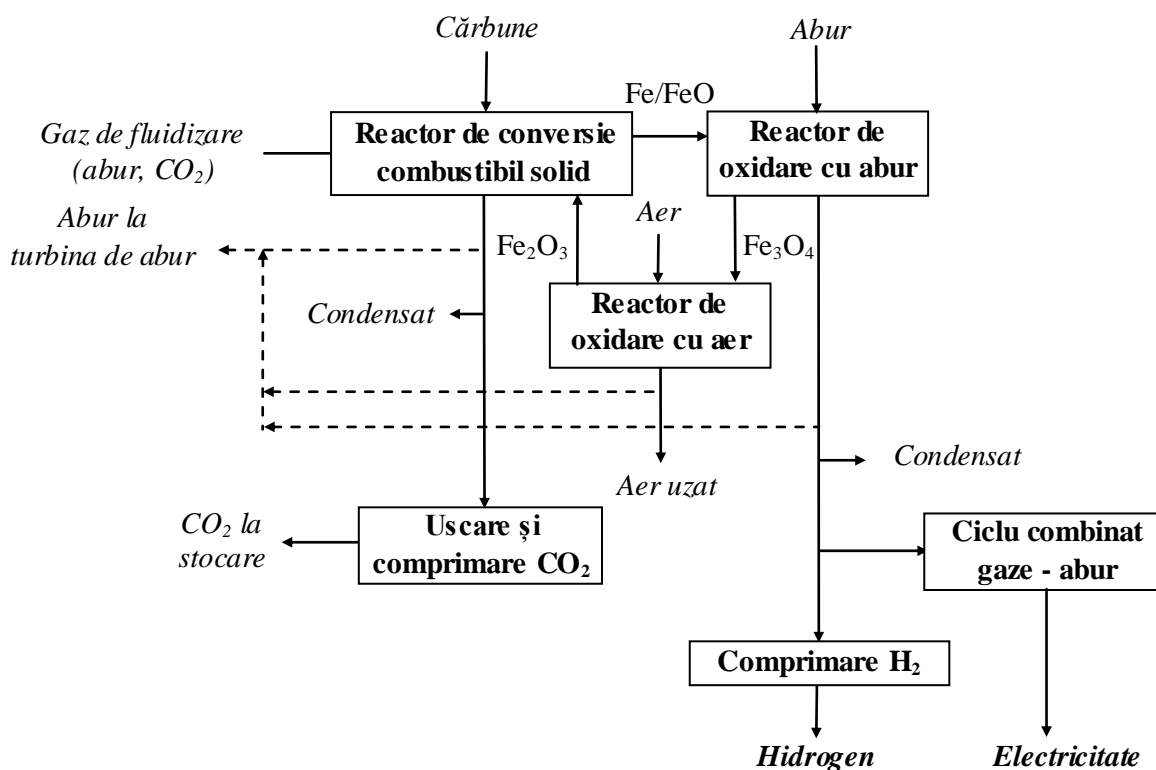 Cărbune
Abur
Fe/FeO
Gaz de fluidizare
(abur, CO₂)
Reactor de conversie
combustibil solid
Reactor de
oxidare cu abur
Abur la
turbina de abur
Fe₂O₃
Aer
Fe₃O₄
Condensat
Reactor de
oxidare cu aer
Condensat
Aer uzat
CO₂ la
stocare
Uscare și
comprimare CO₂
Ciclu combinat
gaze - abur
Comprimare H₂
Hidrogen
Electricitate